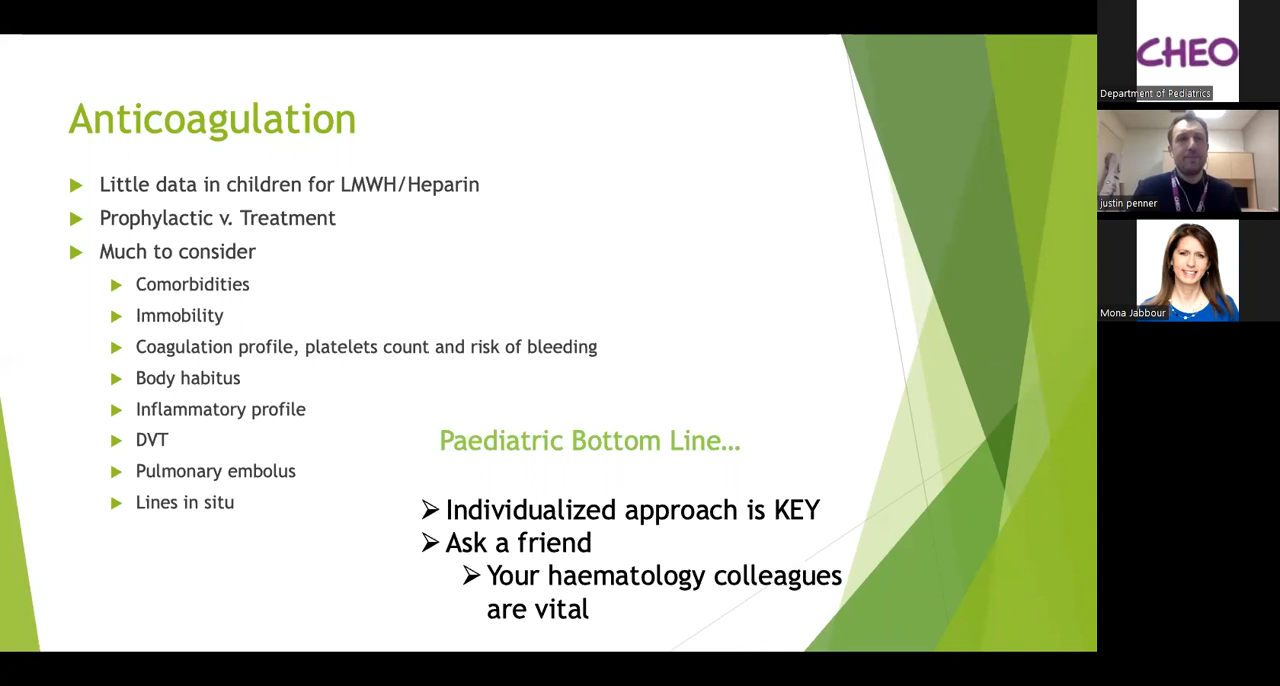 Anticoagulation
Little data in children for LMWH/Heparin
Prophylactic v. Treatment
Much to consider
Comorbidities
Immobility
Coagulation profile, platelets count and risk of bleeding
Body habitus
Inflammatory profile
DVT
Pulmonary embolus
Lines in situ
Paediatric Bottom Line…
Individualized approach is KEY
Ask a friend
Your haematology colleagues
are vital
CHEO
Department of Pediatrics
justin penner
Mona Jabbour